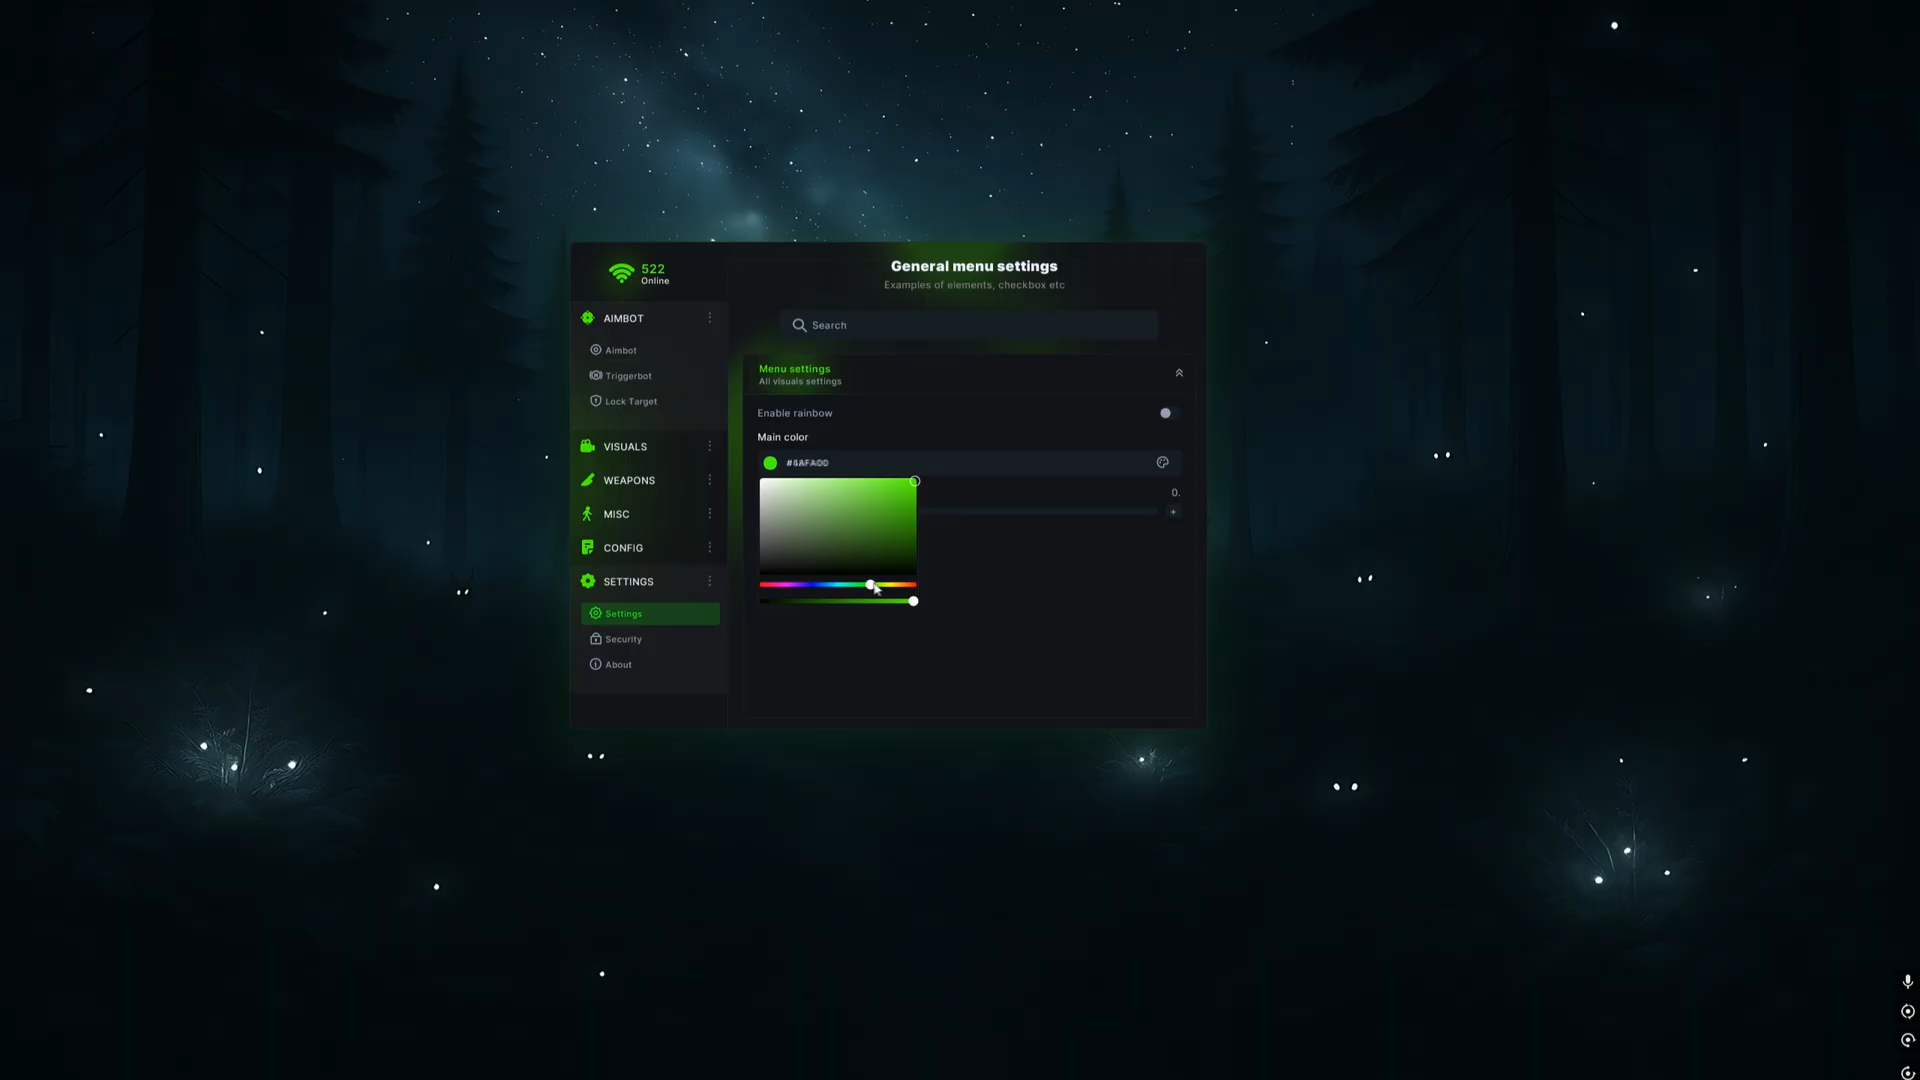 522
Online
AIMBOT
Aimbot
Triggerbot
Lock Target
VISUALS
WEAPONS
MISC
CONFIG
SETTINGS
Settings
Security
About
General menu settings
Examples of elements, checkbox etc
Search
Menu settings
All visuals settings
Enable rainbow
Main color
0.
+